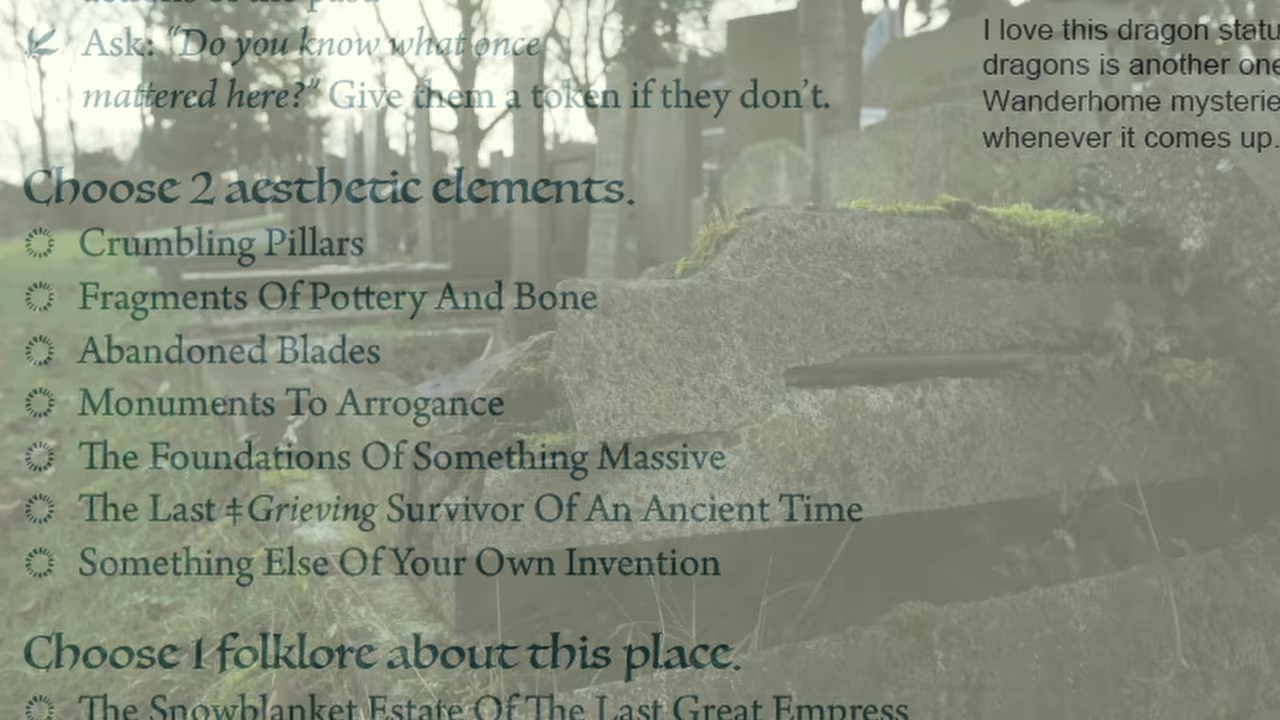 Ask: “Do you know what once
mattered here?” Give them a token if they don’t.
Choose 2 aesthetic elements.
Crumbling Pillars
Fragments Of Pottery And Bone
Abandoned Blades
Monuments To Arrogance
The Foundations Of Something Massive
The Last ‡Grieving Survivor Of An Ancient Time
Something Else Of Your Own Invention
Choose 1 folklore about this place.
The Snowblanket Estate Of The Last Great Empress
I love this dragon statu
dragons is another one
Wanderhome mysterie
whenever it comes up.